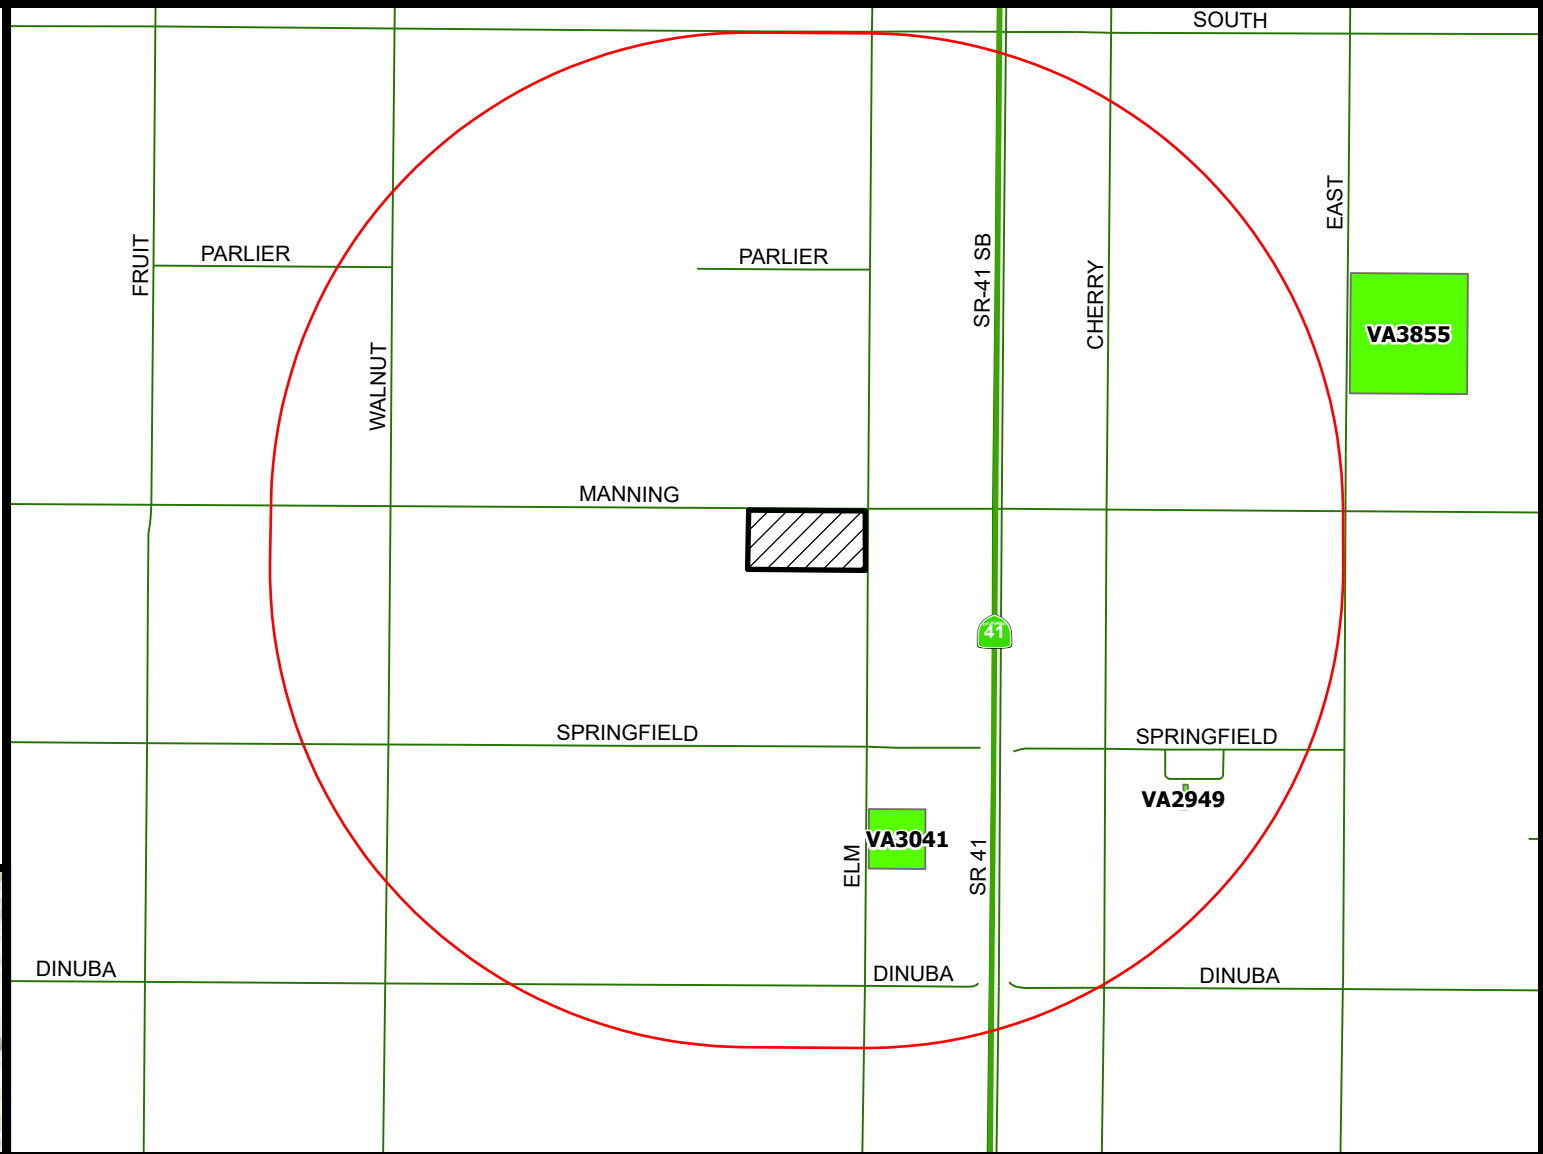 SOUTH
EAST
FRUIT
PARLIER
PARLIER
SR-41 SB
CHERRY
VA3855
WALNUT
MANNING
41
SPRINGFIELD
SPRINGFIELD
VA2949
VA3041
ELM
SR 41
DINUBA
DINUBA
DINUBA